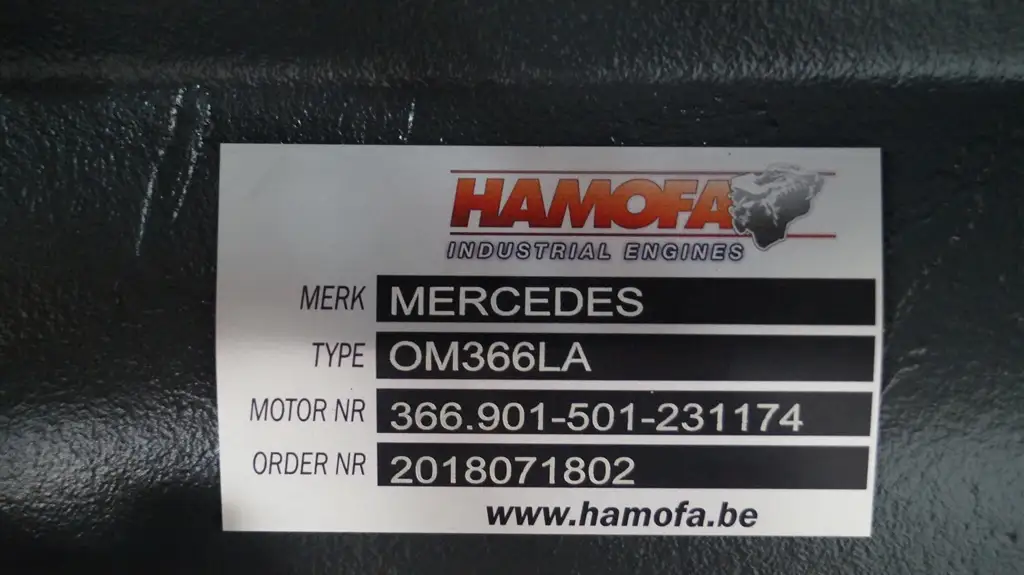 HAMOFA
INDUSTRIAL ENGINES
MERK MERCEDES
TYPE OM366LA
MOTOR NR 366.901-501-231174
ORDER NR 2018071802
www.hamofa.be